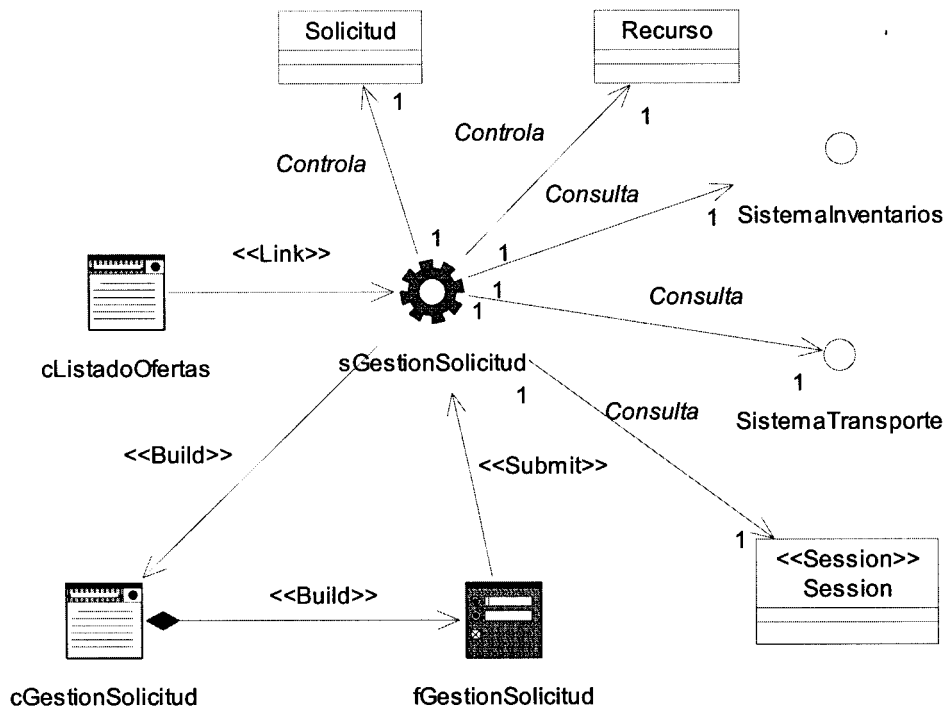 Solicitud
Recurso
1
1
Controla
Controla
Consulta
1
SistemaInventarios
1
1
<<Link>>
1
1
Consulta
cListadoOfertas
sGestionSolicitud
1
1
Consulta
SistemaTransporte
<<Build>>
<<Submit>>
1
<<Session>>
Session
<<Build>>
cGestionSolicitud
fGestionSolicitud